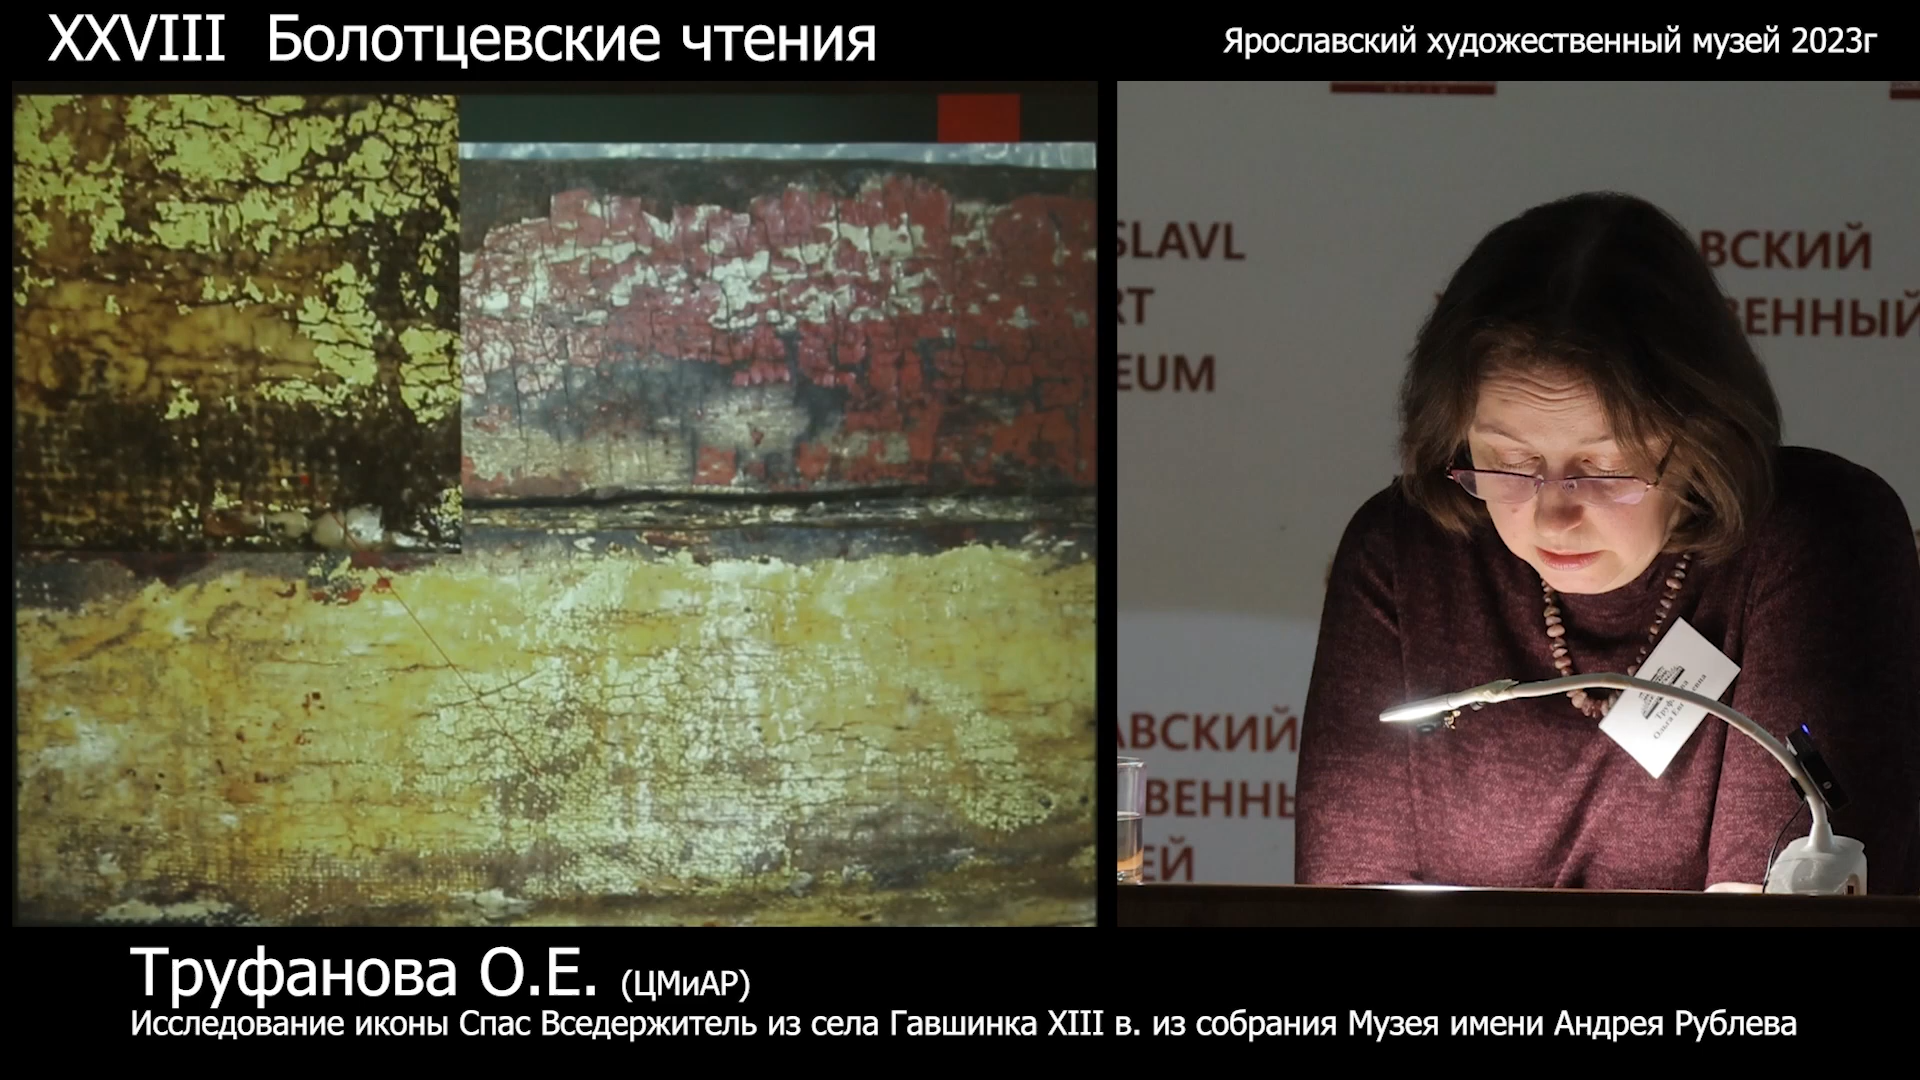 XXVIII Болотцевские чтения
Ярославский художественный музей 2023г
SLAVL
RT
EUM
ВСКИЙ
ВЕННЫЙ
АВСКИЙ
ВЕННЫ
ЕЙ
Труфанова О.Е. (ЦМиАР)
Исследование иконы Спас Вседержитель из села Гавшинка XIII в. из собрания Музея имени Андрея Рублева